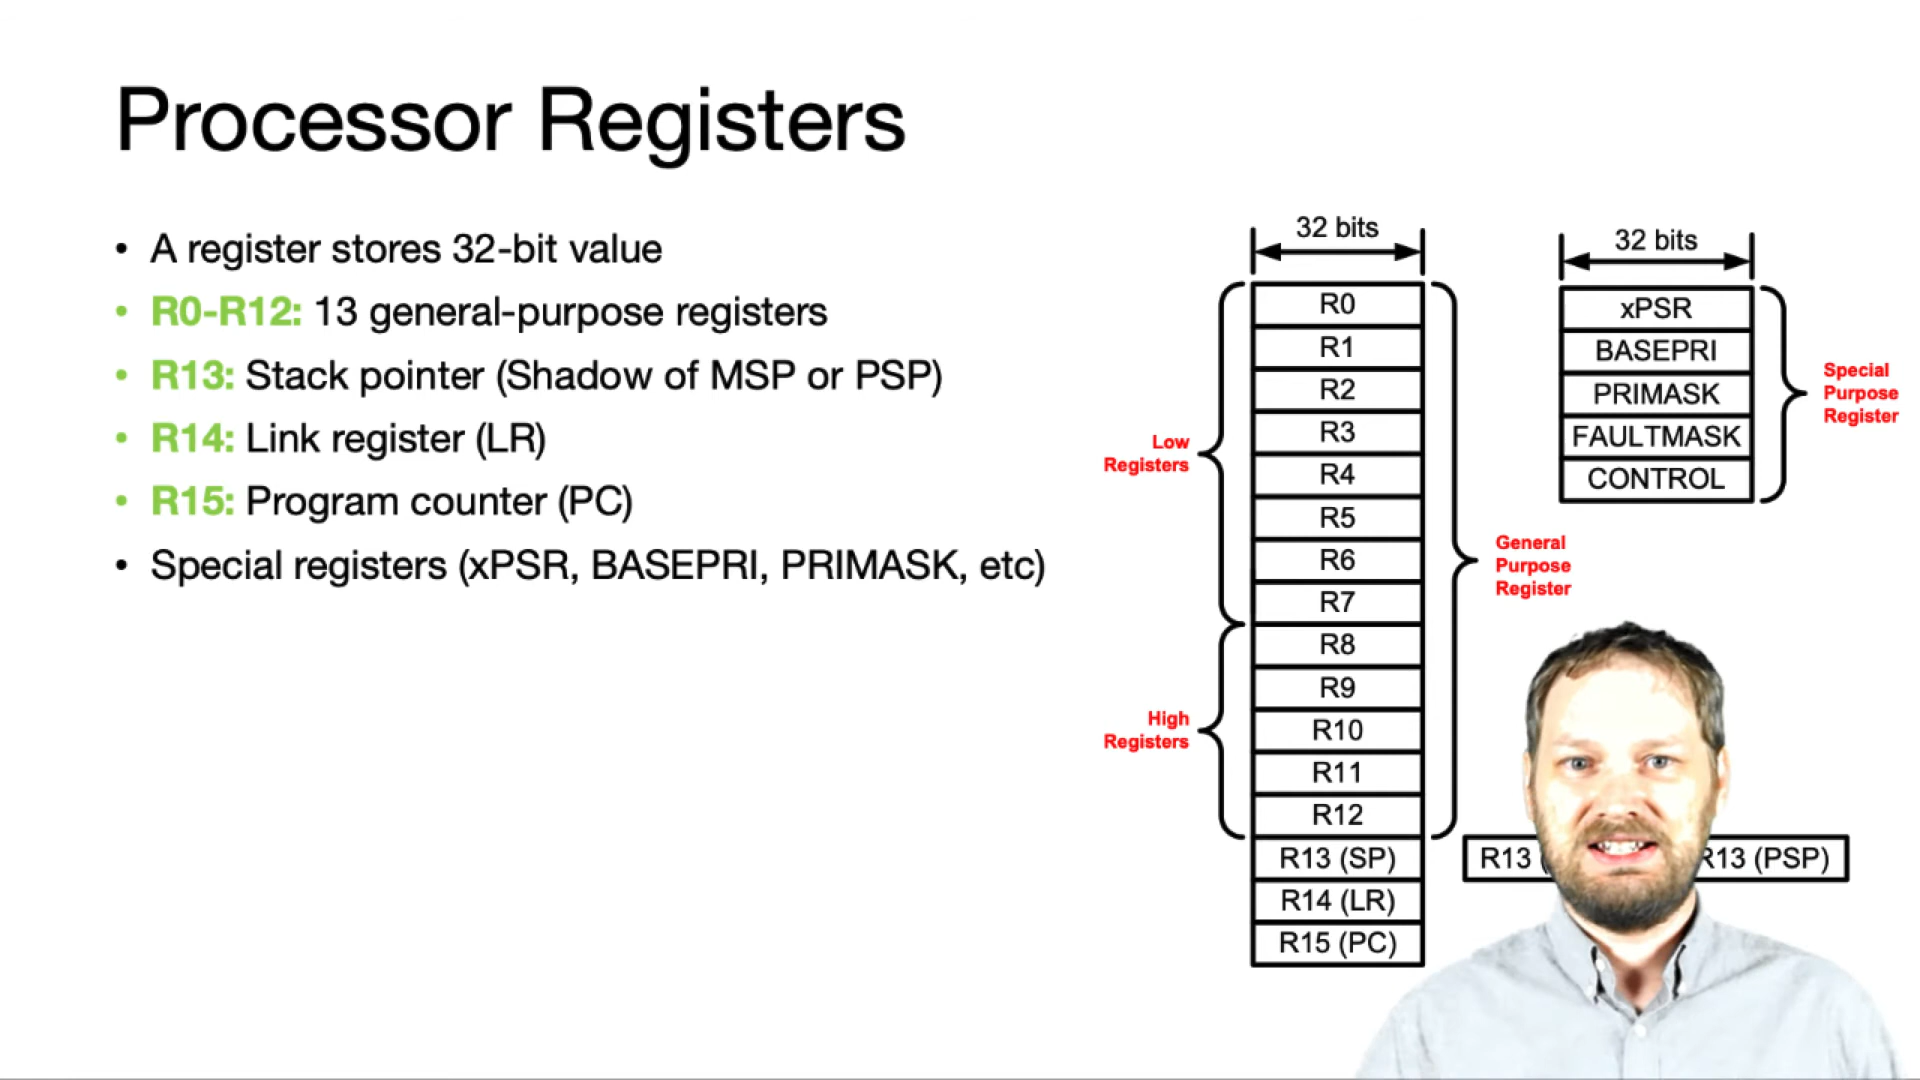 Processor Registers
• A register stores 32-bit value
• R0-R12: 13 general-purpose registers
• R13: Stack pointer (Shadow of MSP or PSP)
• R14: Link register (LR)
• R15: Program counter (PC)
• Special registers (xPSR, BASEPRI, PRIMASK, etc)
32 bits
R0
R1
R2
R3
R4
R5
R6
R7
R8
R9
R10
R11
R12
R13 (SP)
R14 (LR)
R15 (PC)
Low
Registers
High
Registers
General
Purpose
Register
32 bits
xPSR
BASEPRI
PRIMASK
FAULTMASK
CONTROL
Special
Purpose
Register
R13 (
R13 (PSP)